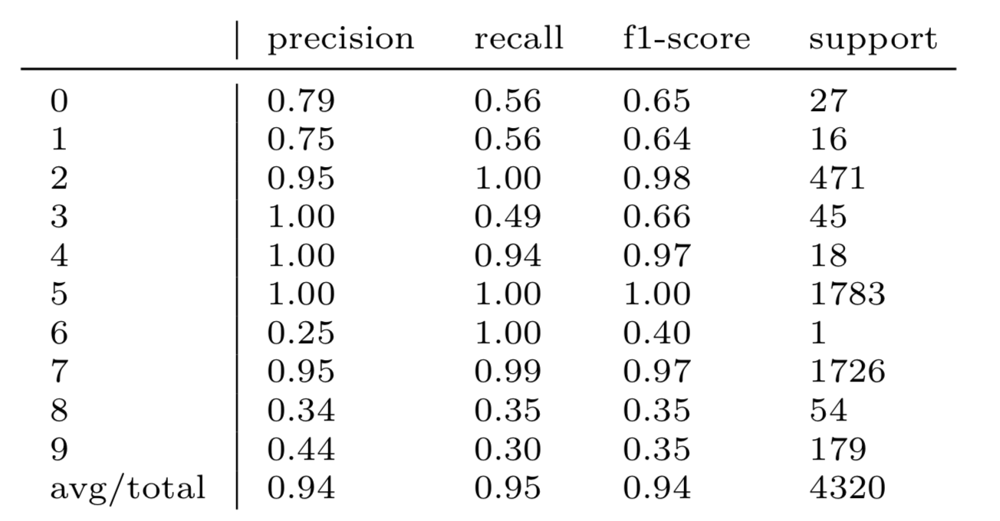 precision recall f1-score support
0 0.79 0.56 0.65 27
1 0.75 0.56 0.64 16
2 0.95 1.00 0.98 471
3 1.00 0.49 0.66 45
4 1.00 0.94 0.97 18
5 1.00 1.00 1.00 1783
6 0.25 1.00 0.40 1
7 0.95 0.99 0.97 1726
8 0.34 0.35 0.35 54
9 0.44 0.30 0.35 179
avg/total 0.94 0.95 0.94 4320